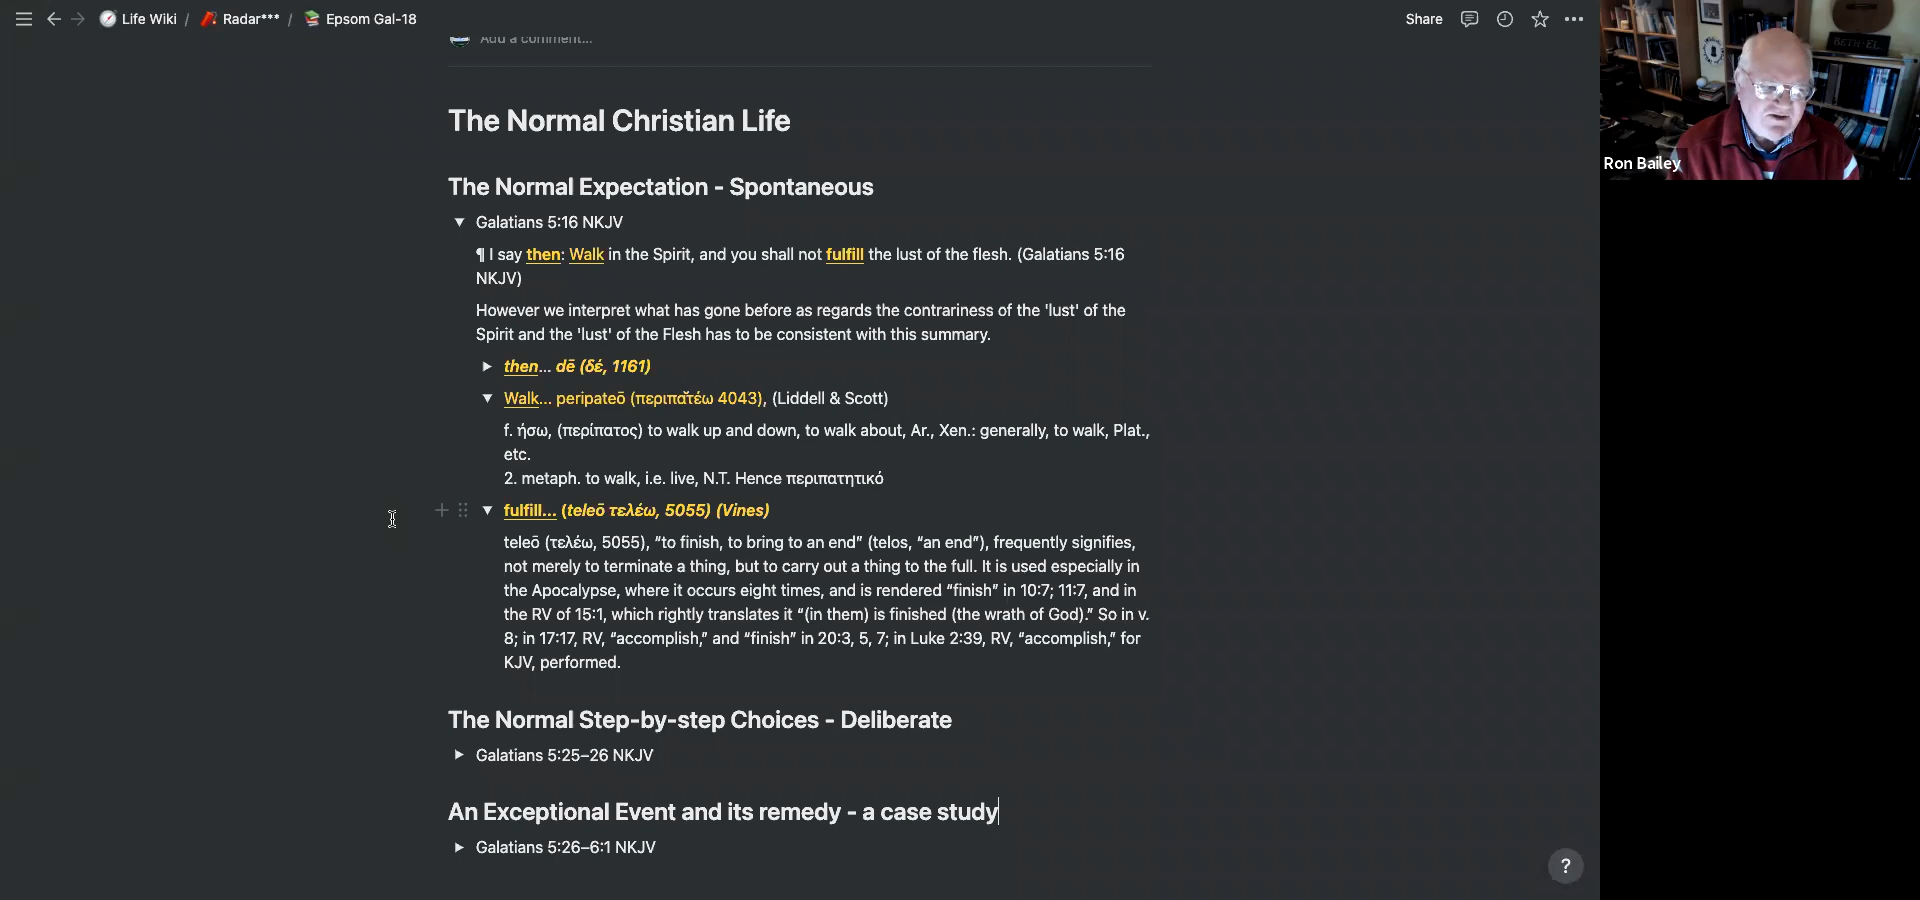 Life Wiki / Radar*** / Epsom Gal-18
Share
Add a comment...
The Normal Christian Life
The Normal Expectation - Spontaneous
Galatians 5:16 NKJV
¶ I say then: Walk in the Spirit, and you shall not fulfill the lust of the flesh. (Galatians 5:16
NKJV)
However we interpret what has gone before as regards the contrariness of the 'lust' of the
Spirit and the 'lust' of the Flesh has to be consistent with this summary.
then... dē (δέ, 1161)
Walk... peripateō (περιπᾰτέω 4043), (Liddell & Scott)
f. ήσω, (περίπατος) to walk up and down, to walk about, Ar., Xen.: generally, to walk, Plat.,
etc.
2. metaph. to walk, i.e. live, N.T. Hence περιπατητικό
fulfill... (teleō τελέω, 5055) (Vines)
teleō (τελέω, 5055), “to finish, to bring to an end” (telos, “an end”), frequently signifies,
not merely to terminate a thing, but to carry out a thing to the full. It is used especially in
the Apocalypse, where it occurs eight times, and is rendered “finish” in 10:7; 11:7, and in
the RV of 15:1, which rightly translates it “(in them) is finished (the wrath of God).” So in v.
8; in 17:17, RV, “accomplish,” and “finish” in 20:3, 5, 7; in Luke 2:39, RV, “accomplish,” for
KJV, performed.
The Normal Step-by-step Choices - Deliberate
Galatians 5:25–26 NKJV
An Exceptional Event and its remedy - a case study
Galatians 5:26–6:1 NKJV
?
BETH-EL
Ron Bailey